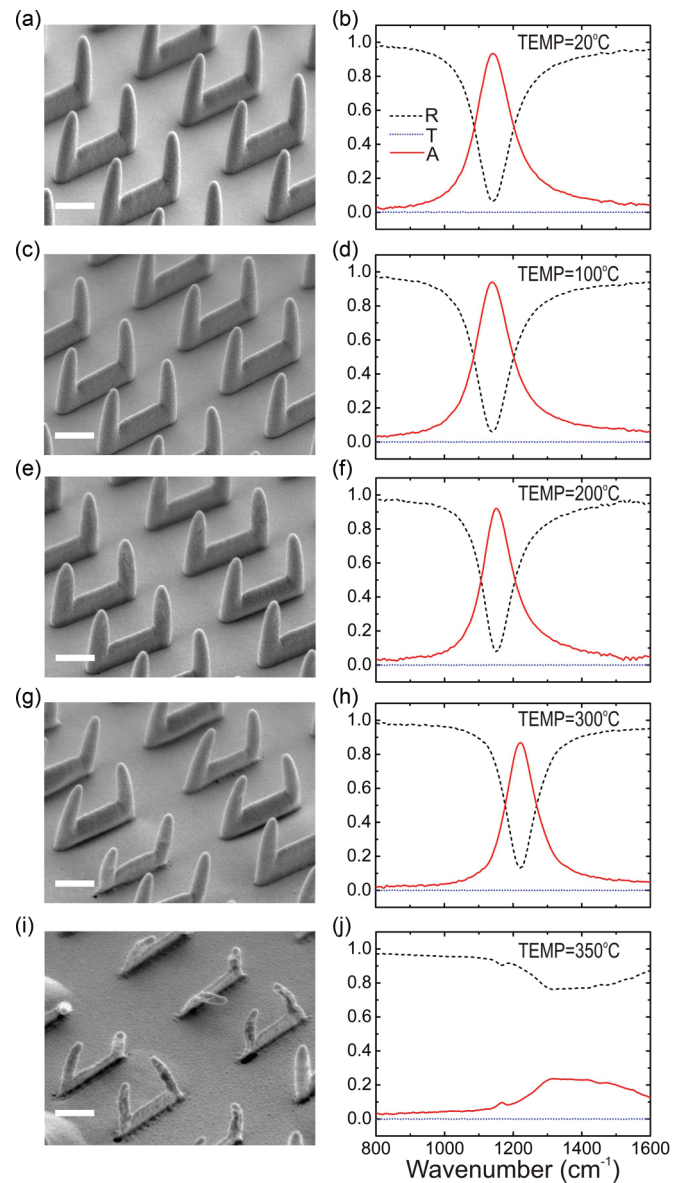 (a)
(b)
1.0
0.8
0.6
0.4
0.2
0.0
TEMP=20°C
R
T
A
(c)
(d)
1.0
0.8
0.6
0.4
0.2
0.0
TEMP=100°C
(e)
(f)
1.0
0.8
0.6
0.4
0.2
0.0
TEMP=200°C
(g)
(h)
1.0
0.8
0.6
0.4
0.2
0.0
TEMP=300°C
(i)
(j)
1.0
0.8
0.6
0.4
0.2
0.0
TEMP=350°C
800 1000 1200 1400 1600
Wavenumber (cm⁻¹)